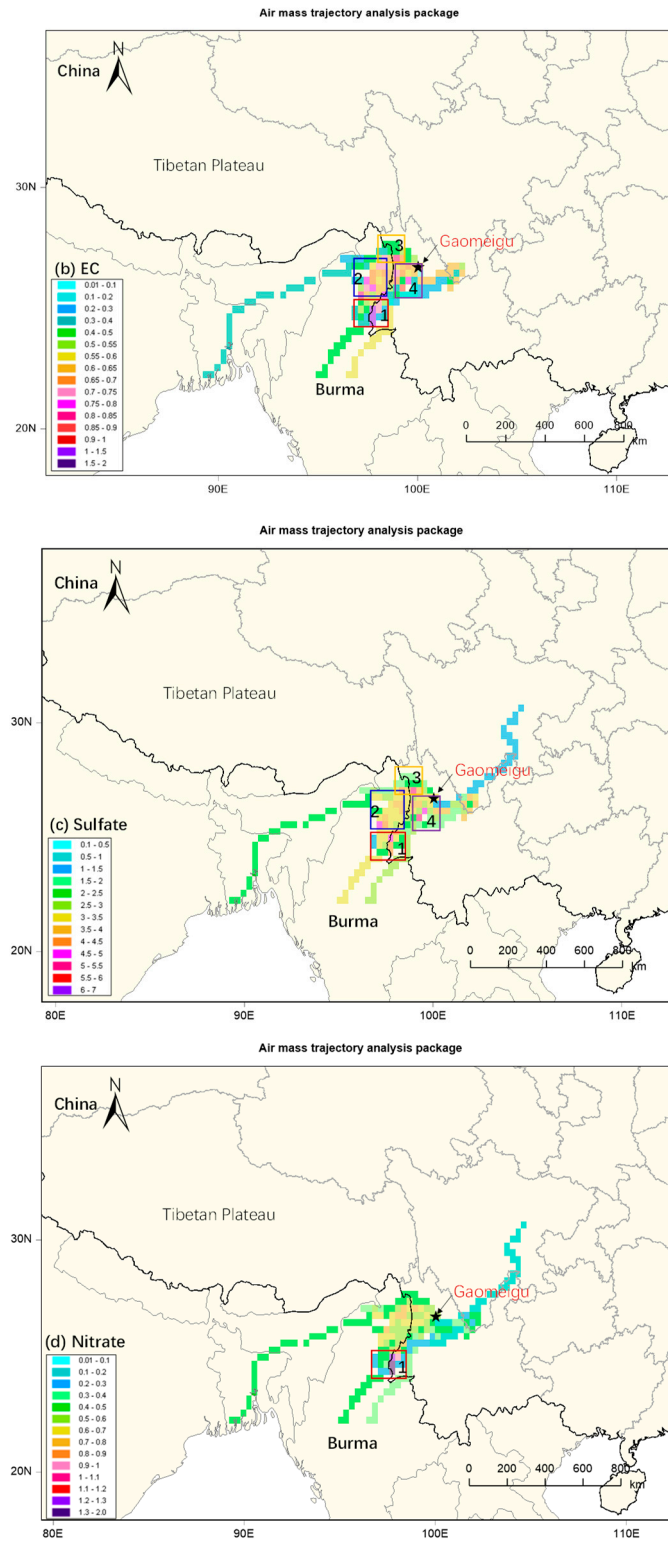 Air mass trajectory analysis package
N
China
Tibetan Plateau
30N
Gaomeigu
3
(b) EC
2
4
0.01 - 0.1
0.1 - 0.2
0.2 - 0.3
0.3 - 0.4
0.4 - 0.5
0.5 - 0.55
0.55 - 0.6
0.6 - 0.65
0.65 - 0.7
0.7 - 0.75
0.75 - 0.8
0.8 - 0.85
0.85 - 0.9
0.9 - 1
1 - 1.5
1.5 - 2
1
Burma
20N
0 200 400 600 800
km
90E 100E 110E
Air mass trajectory analysis package
N
China
Tibetan Plateau
30N
Gaomeigu
3
2
4
(c) Sulfate
0.1 - 0.5
0.5 - 1
1 - 1.5
1.5 - 2
2 - 2.5
2.5 - 3
3 - 3.5
3.5 - 4
4 - 4.5
4.5 - 5
5 - 5.5
5.5 - 6
6 - 7
1
Burma
20N
0 200 400 600 800
km
80E 90E 100E 110E
Air mass trajectory analysis package
N
China
Tibetan Plateau
30N
Gaomeigu
(d) Nitrate
0.01 - 0.1
0.1 - 0.2
0.2 - 0.3
0.3 - 0.4
0.4 - 0.5
0.5 - 0.6
0.6 - 0.7
0.7 - 0.8
0.8 - 0.9
0.9 - 1
1 - 1.1
1.1 - 1.2
1.2 - 1.3
1.3 - 2.0
1
Burma
20N
0 200 400 600 800
km
80E 90E 100E 110E